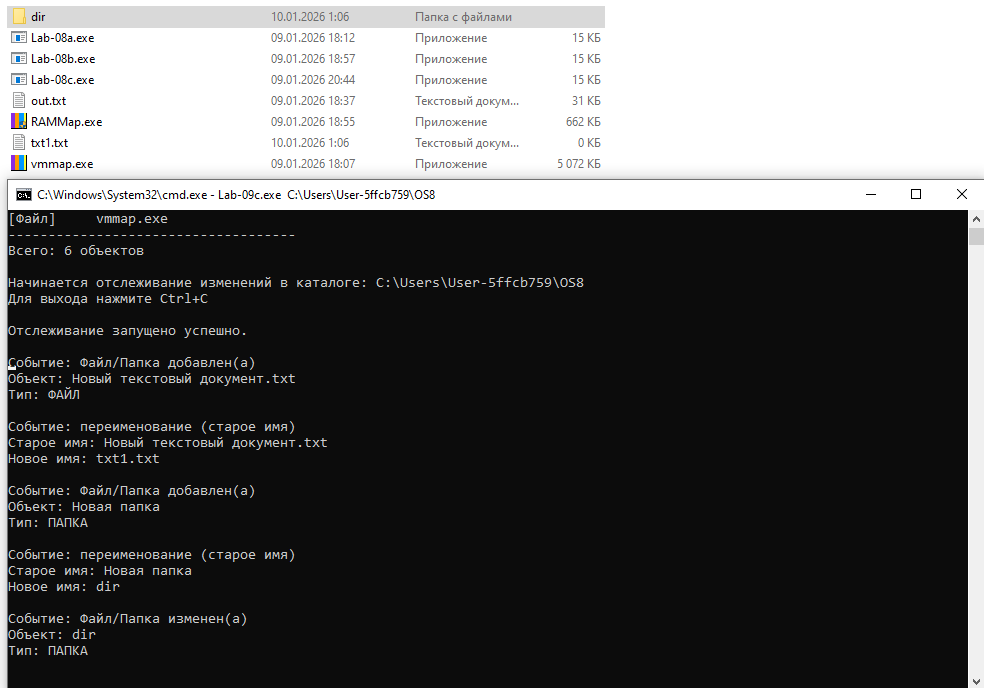 dir 10.01.2026 1:06 Папка с файлами
Lab-08a.exe 09.01.2026 18:12 Приложение 15 КБ
Lab-08b.exe 09.01.2026 18:57 Приложение 15 КБ
Lab-08c.exe 09.01.2026 20:44 Приложение 15 КБ
out.txt 09.01.2026 18:37 Текстовый докум... 31 КБ
RAMMap.exe 09.01.2026 18:55 Приложение 662 КБ
txt1.txt 10.01.2026 1:06 Текстовый докум... 0 КБ
vmmap.exe 09.01.2026 18:07 Приложение 5 072 КБ
C:\Windows\System32\cmd.exe - Lab-09c.exe C:\Users\User-5ffcb759\OS8
[Файл] vmmap.exe
------------------------------------
Всего: 6 объектов
Начинается отслеживание изменений в каталоге: C:\Users\User-5ffcb759\OS8
Для выхода нажмите Ctrl+C
Отслеживание запущено успешно.
Событие: Файл/Папка добавлен(а)
Объект: Новый текстовый документ.txt
Тип: ФАЙЛ
Событие: переименование (старое имя)
Старое имя: Новый текстовый документ.txt
Новое имя: txt1.txt
Событие: Файл/Папка добавлен(а)
Объект: Новая папка
Тип: ПАПКА
Событие: переименование (старое имя)
Старое имя: Новая папка
Новое имя: dir
Событие: Файл/Папка изменен(а)
Объект: dir
Тип: ПАПКА